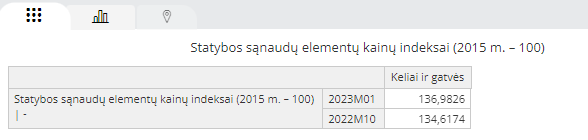 Statybos sąnaudų elementų kainų indeksai (2015 m. – 100)
Keliai ir gatvės
Statybos sąnaudų elementų kainų indeksai (2015 m. – 100) 2023M01 136,9826
| - 2022M10 134,6174